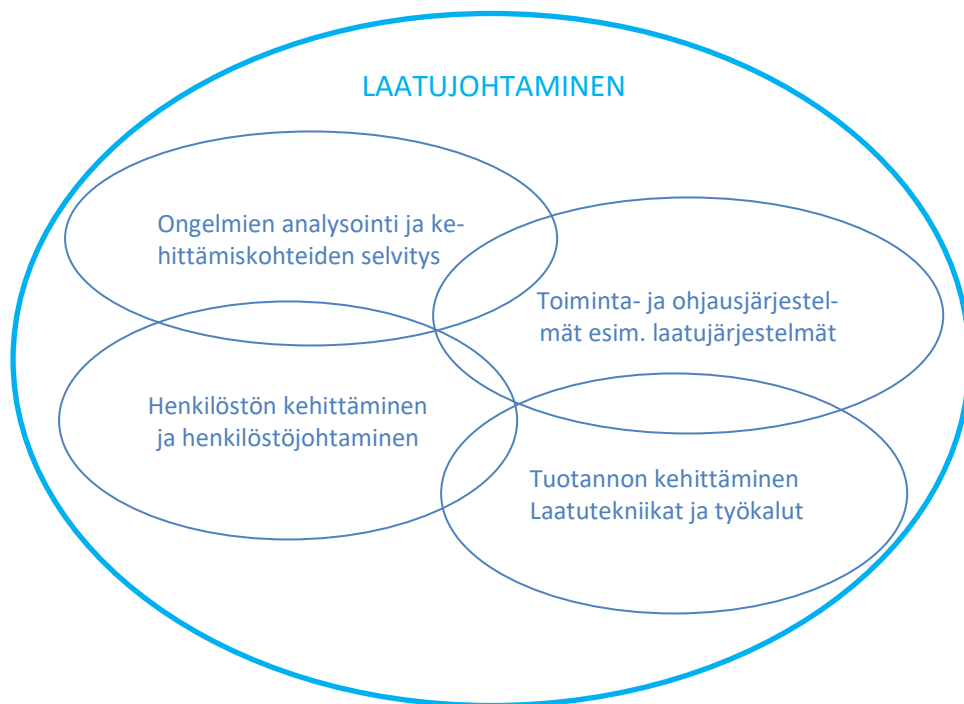 LAATUJOHTAMINEN
Ongelmien analysointi ja ke-
hittämiskohteiden selvitys
Toiminta- ja ohjausjärjestel-
mät esim. laatujärjestelmät
Henkilöstön kehittäminen
ja henkilöstöjohtaminen
Tuotannon kehittäminen
Laatutekniikat ja työkalut